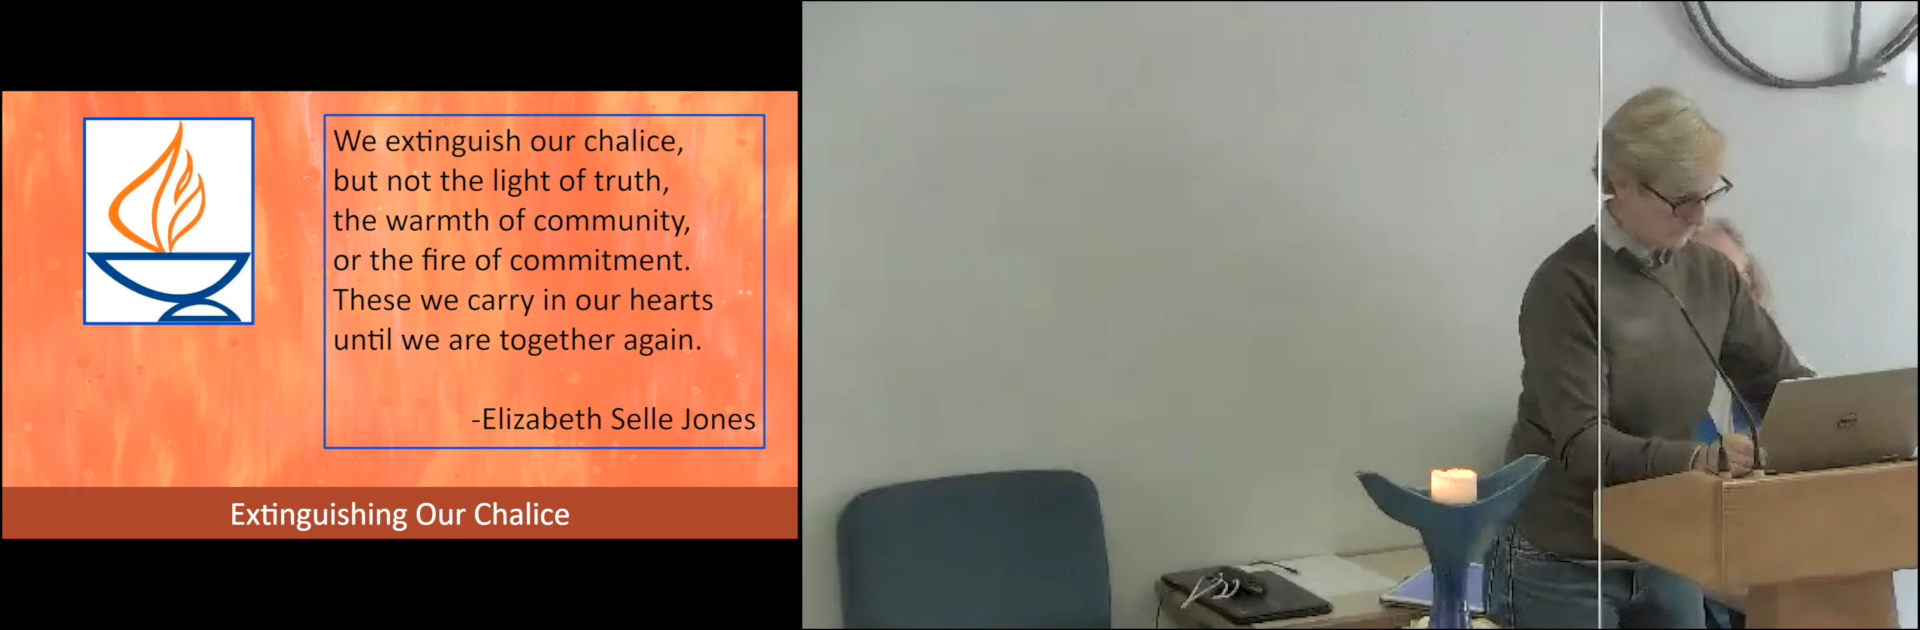 We extinguish our chalice,
but not the light of truth,
the warmth of community,
or the fire of commitment.
These we carry in our hearts
until we are together again.
-Elizabeth Selle Jones
Extinguishing Our Chalice